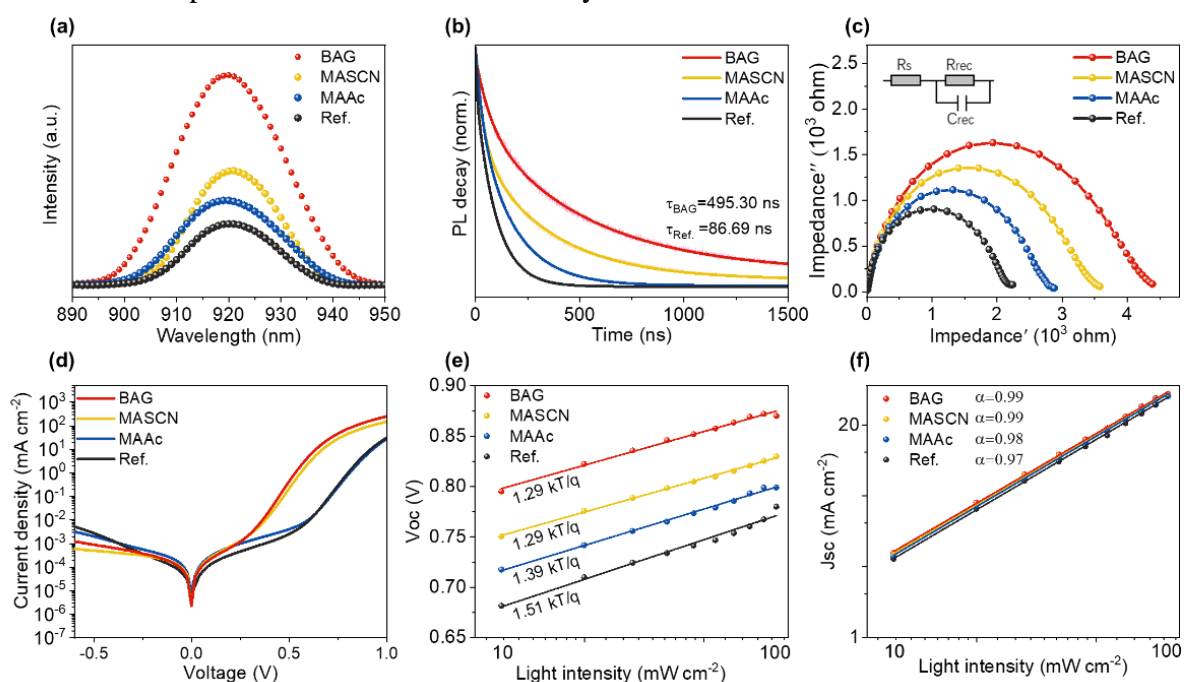 (a)
BAG
MASCN
MAAc
Ref.
Intensity (a.u.)
890 900 910 920 930 940 950
Wavelength (nm)
(b)
BAG
MASCN
MAAc
Ref.
τBAG=495.30 ns
τRef. =86.69 ns
PL decay (norm.)
0 500 1000 1500
Time (ns)
(c)
BAG
MASCN
MAAc
Ref.
Rs Rrec
Crec
Impedance′′ (10³ ohm)
2.5
2.0
1.5
1.0
0.5
0.0
0 1 2 3 4
Impedance′ (10³ ohm)
(d)
BAG
MASCN
MAAc
Ref.
Current density (mA cm⁻²)
10³
10²
10¹
10⁰
10⁻¹
10⁻²
10⁻³
10⁻⁴
10⁻⁵
10⁻⁶
10⁻⁷
-0.5 0.0 0.5 1.0
Voltage (V)
(e)
BAG
MASCN
MAAc
Ref.
1.29 kT/q
1.29 kT/q
1.39 kT/q
1.51 kT/q
Voc (V)
0.90
0.85
0.80
0.75
0.70
0.65
10 100
Light intensity (mW cm⁻²)
(f)
BAG α=0.99
MASCN α=0.99
MAAc α=0.98
Ref. α=0.97
Jsc (mA cm⁻²)
20
1
10 100
Light intensity (mW cm⁻²)